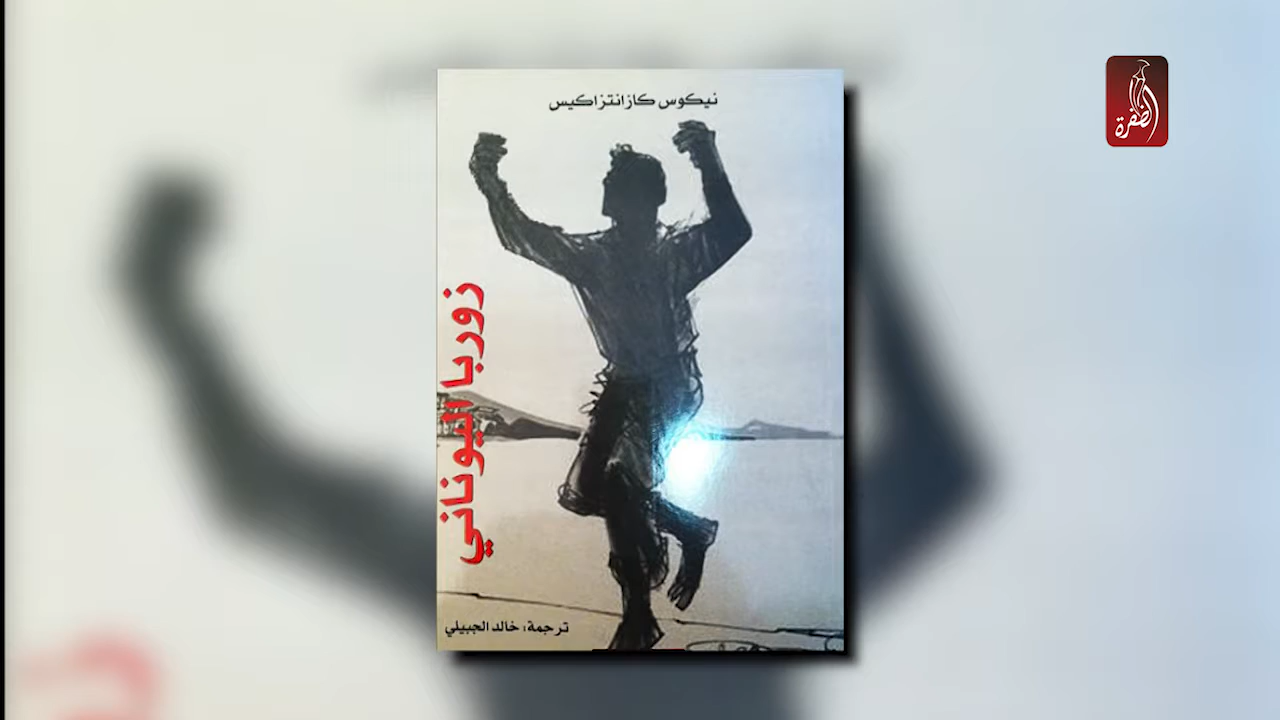 نيكوس كازانتزاكيس
الظفرة
زوربا اليوناني
ترجمة: خالد الجبيلي